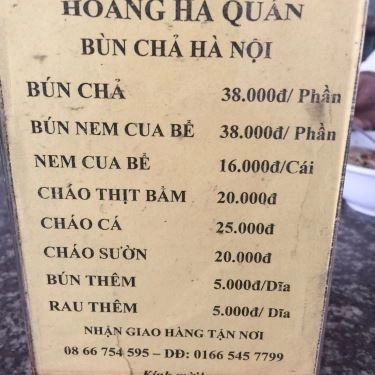 HOÀNG HÀ QUÁN
BÙN CHẢ HÀ NỘI
BÚN CHẢ 38.000đ/ Phần
BÚN NEM CUA BỂ 38.000đ/ Phần
NEM CUA BỂ 16.000đ/Cái
CHÁO THỊT BẰM 20.000đ
CHÁO CÁ 25.000đ
CHÁO SƯỜN 20.000đ
BÚN THÊM 5.000đ/Dĩa
RAU THÊM 5.000đ/ Dĩa
NHẬN GIAO HÀNG TẬN NƠI
08 66 754 595 – DĐ: 0166 545 7799
Kính mời!